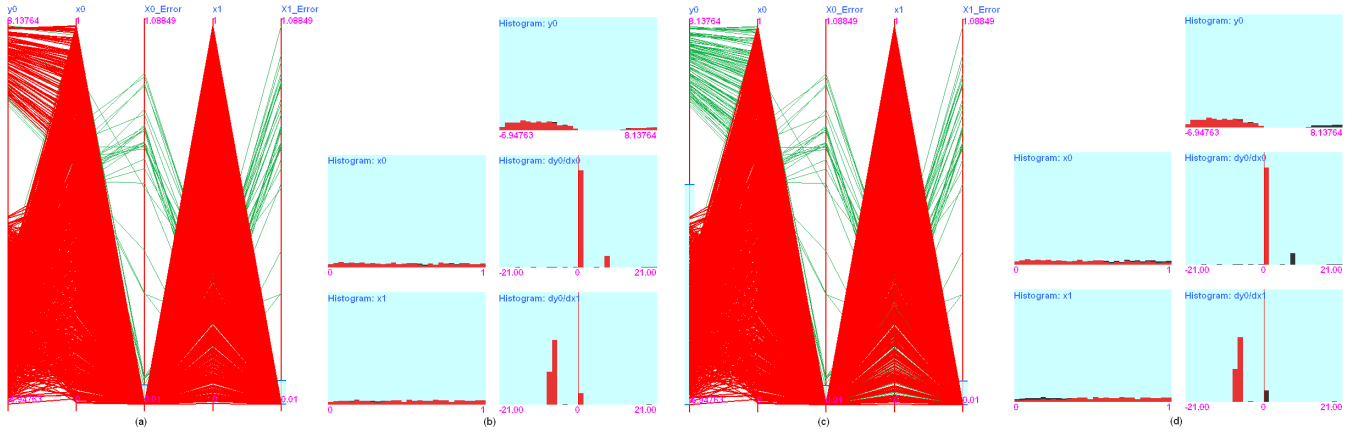 y0 x0 X0_Error x1 X1_Error
8.13764 1 1.08849 1 1.08849
0 0.01 0 0.01
(a)
Histogram: y0
-6.94763 8.13764
Histogram: x0
0 1
Histogram: dy0/dx0
-21.00 0 21.00
Histogram: x1
0 1
Histogram: dy0/dx1
-21.00 0 21.00
(b)
y0 x0 X0_Error x1 X1_Error
8.13764 1 1.08849 1 1.08849
0 0.01 0 0.01
(c)
Histogram: y0
-6.94763 8.13764
Histogram: x0
0 1
Histogram: dy0/dx0
-21.00 0 21.00
Histogram: x1
0 1
Histogram: dy0/dx1
-21.00 0 21.00
(d)